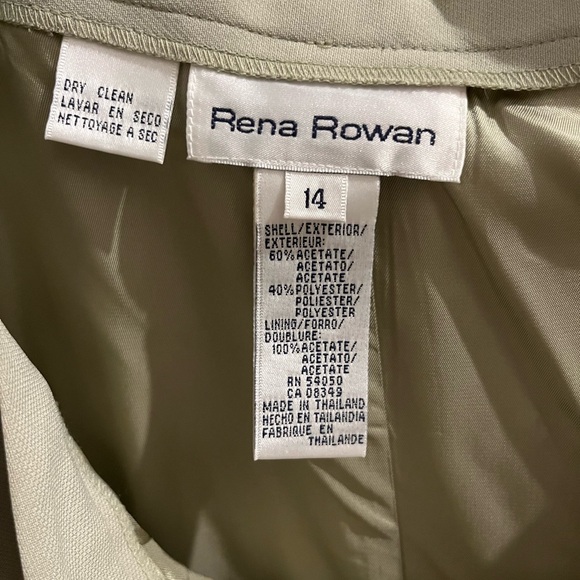 DRY CLEAN
LAVAR EN SECO
NETTOYAGE A SEC
Rena Rowan
14
SHELL/EXTERIOR/
EXTERIEUR:
60%ACETATE/
ACETATO/
ACETATE
40%POLYESTER/
POLIESTER/
POLYESTER
LINING/FORRO/
DOUBLURE:
100%ACETATE/
ACETATO/
ACETATE
RN 54050
CA 08349
MADE IN THAILAND
HECHO EN TAILANDIA
FABRIQUE EN
THAILANDE